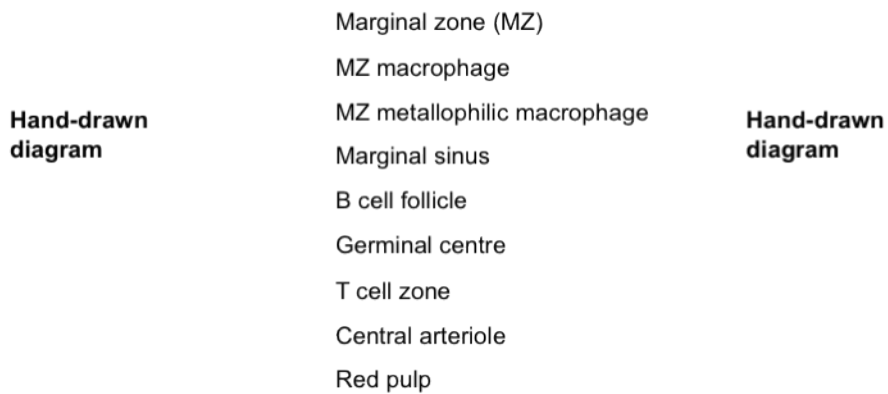 Marginal zone (MZ)
MZ macrophage
Hand-drawn
diagram
MZ metallophilic macrophage
Marginal sinus
B cell follicle
Germinal centre
T cell zone
Central arteriole
Red pulp
Hand-drawn
diagram